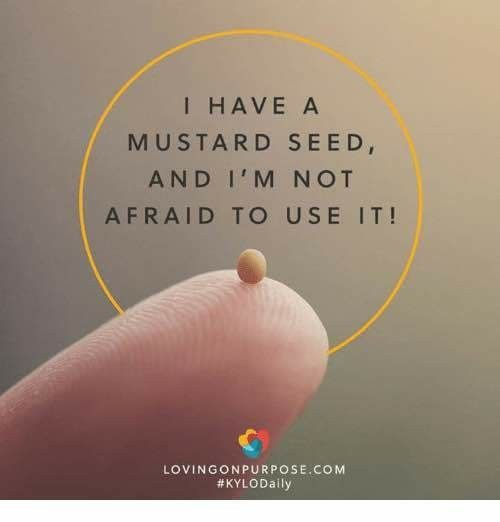 I HAVE A
MUSTARD SEED,
AND I'M NOT
AFRAID TO USE IT!
LOVINGONPURPOSE.COM
#KYLODaily